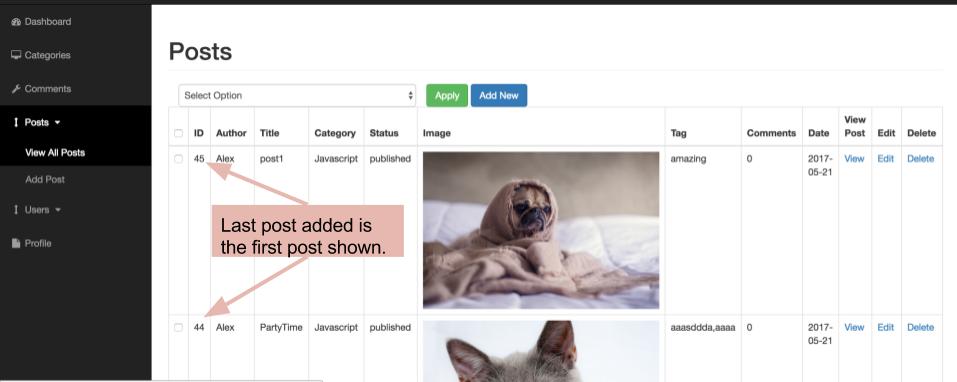 Dashboard
Categories
Comments
Posts
View All Posts
Add Post
Users
Profile
Posts
Select Option
Apply
Add New
ID Author Title Category Status Image Tag Comments Date View Post Edit Delete
45 Alex post1 Javascript published amazing 0 2017-05-21 View Edit Delete
Last post added is
the first post shown.
44 Alex PartyTime Javascript published aaasddda,aaaa 0 2017-05-21 View Edit Delete